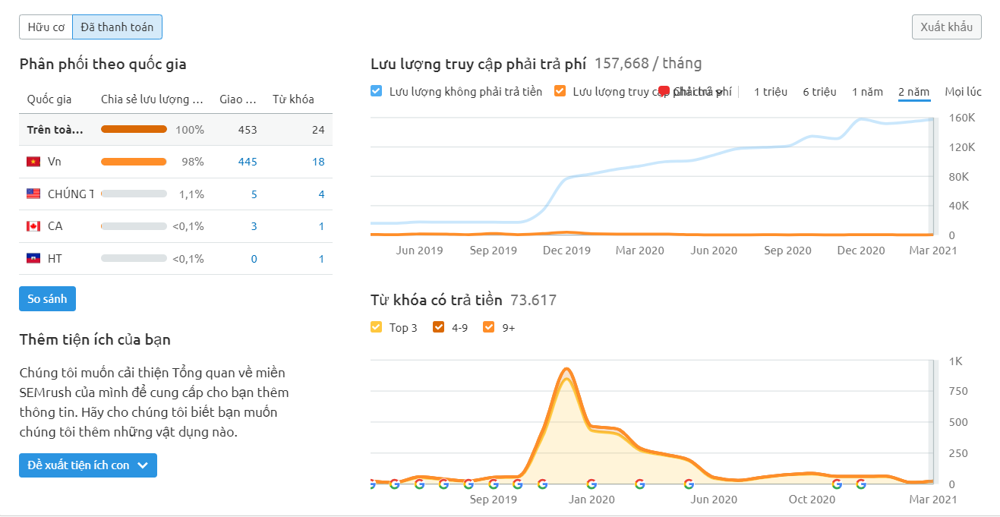 Hữu cơ
Đã thanh toán
Xuất khẩu
Phân phối theo quốc gia
Quốc gia Chia sẻ lưu lượng ... Giao ... Từ khóa
Trên toà... 100% 453 24
Vn 98% 445 18
CHÚNG T 1,1% 5 4
CA <0,1% 3 1
HT <0,1% 0 1
So sánh
Thêm tiện ích của bạn
Chúng tôi muốn cải thiện Tổng quan về miền
SEMrush của mình để cung cấp cho bạn thêm
thông tin. Hãy cho chúng tôi biết bạn muốn
chúng tôi thêm những vật dụng nào.
Đề xuất tiện ích con
Lưu lượng truy cập phải trả phí 157,668 / tháng
Lưu lượng không phải trả tiền Lưu lượng truy cập phải trả phí Ghi chú 1 triệu 6 triệu 1 năm 2 năm Mọi lúc
160K
120K
80K
40K
0
Jun 2019 Sep 2019 Dec 2019 Mar 2020 Jun 2020 Sep 2020 Dec 2020 Mar 2021
Từ khóa có trả tiền 73.617
Top 3 4-9 9+
1K
750
500
250
0
Sep 2019 Jan 2020 Jun 2020 Oct 2020 Mar 2021